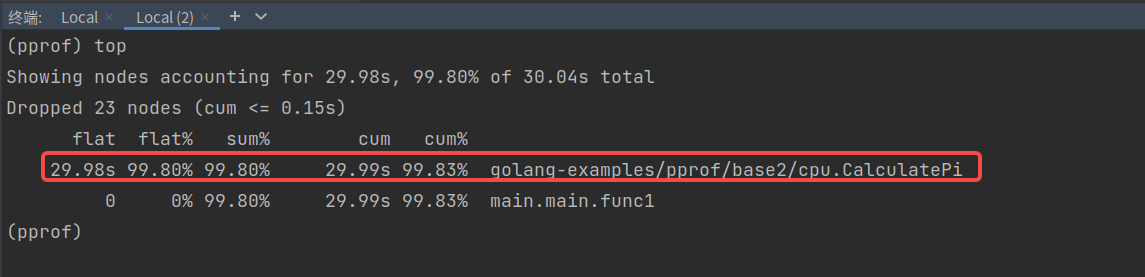 终端: Local × Local (2) × +
(pprof) top
Showing nodes accounting for 29.98s, 99.80% of 30.04s total
Dropped 23 nodes (cum <= 0.15s)
flat flat% sum% cum cum%
29.98s 99.80% 99.80% 29.99s 99.83% golang-examples/pprof/base2/cpu.CalculatePi
0 0% 99.80% 29.99s 99.83% main.main.func1
(pprof)